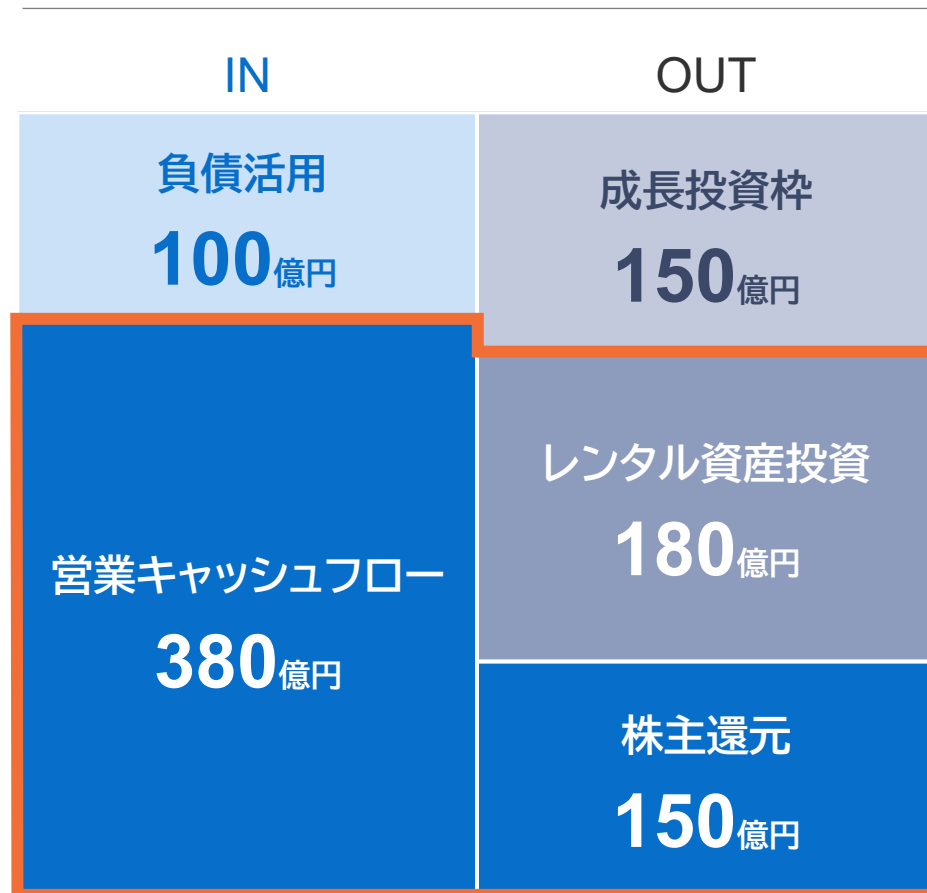 IN
OUT
負債活用
100億円
成長投資枠
150億円
営業キャッシュフロー
380億円
レンタル資産投資
180億円
株主還元
150億円